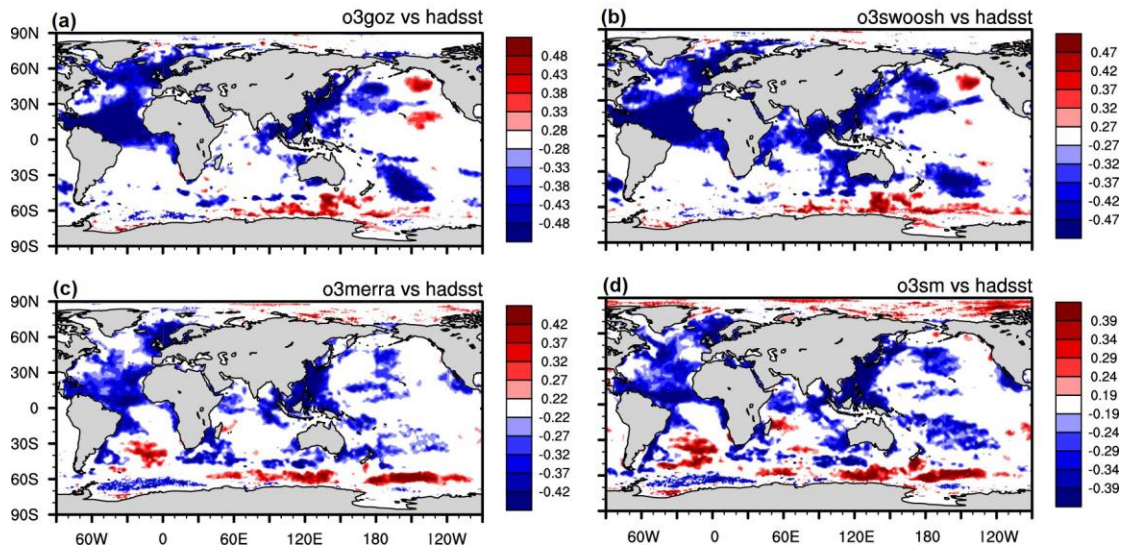 (a) o3goz vs hadsst
90N
60N
30N
0
30S
60S
90S
0.48
0.43
0.38
0.33
0.28
-0.28
-0.33
-0.38
-0.43
-0.48
(b) o3swoosh vs hadsst
0.47
0.42
0.37
0.32
0.27
-0.27
-0.32
-0.37
-0.42
-0.47
(c) o3merra vs hadsst
90N
60N
30N
0
30S
60S
90S
60W 0 60E 120E 180 120W
0.42
0.37
0.32
0.27
0.22
-0.22
-0.27
-0.32
-0.37
-0.42
(d) o3sm vs hadsst
60W 0 60E 120E 180 120W
0.39
0.34
0.29
0.24
0.19
-0.19
-0.24
-0.29
-0.34
-0.39